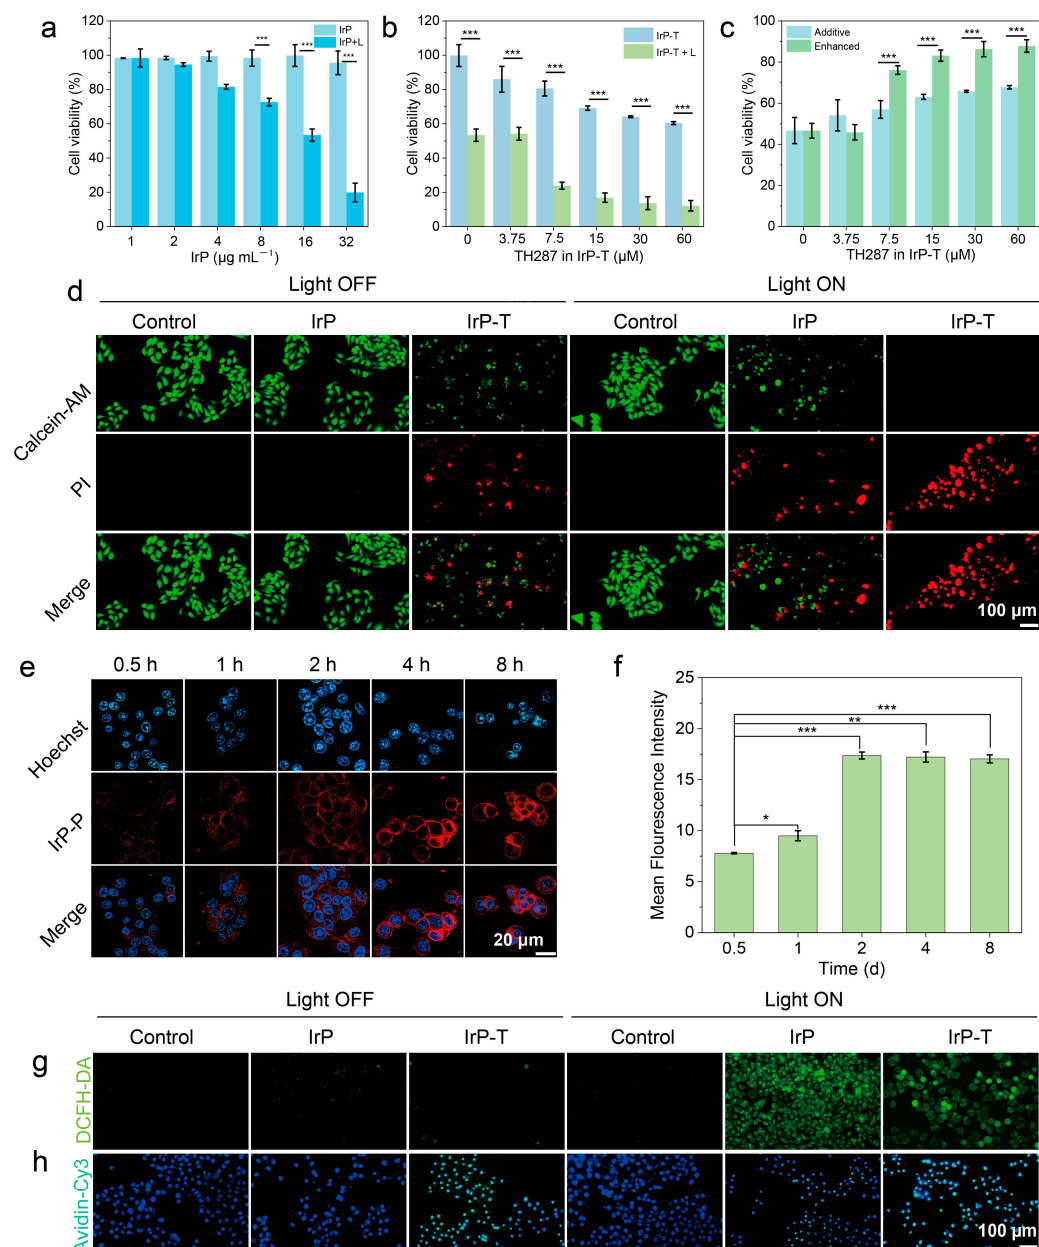 a
120
100
80
60
40
20
0
Cell viability (%)
IrP
IrP+L
***
***
***
1 2 4 8 16 32
IrP (µg mL⁻¹)
b
120
100
80
60
40
20
0
Cell viability (%)
IrP-T
IrP-T + L
***
***
***
***
***
***
0 3.75 7.5 15 30 60
TH287 in IrP-T (µM)
c
100
80
60
40
20
0
Cell viability (%)
Additive
Enhanced
***
***
***
***
0 3.75 7.5 15 30 60
TH287 in IrP-T (µM)
d
Light OFF Light ON
Control IrP IrP-T Control IrP IrP-T
Calcein-AM
PI
Merge
100 µm
e
0.5 h 1 h 2 h 4 h 8 h
Hoechst
IrP-P
Merge
20 µm
f
25
20
15
10
5
0
Mean Flourescence Intensity
***
**
***
*
0.5 1 2 4 8
Time (d)
Light OFF Light ON
Control IrP IrP-T Control IrP IrP-T
g
DCFH-DA
h
Avidin-Cy3
100 µm